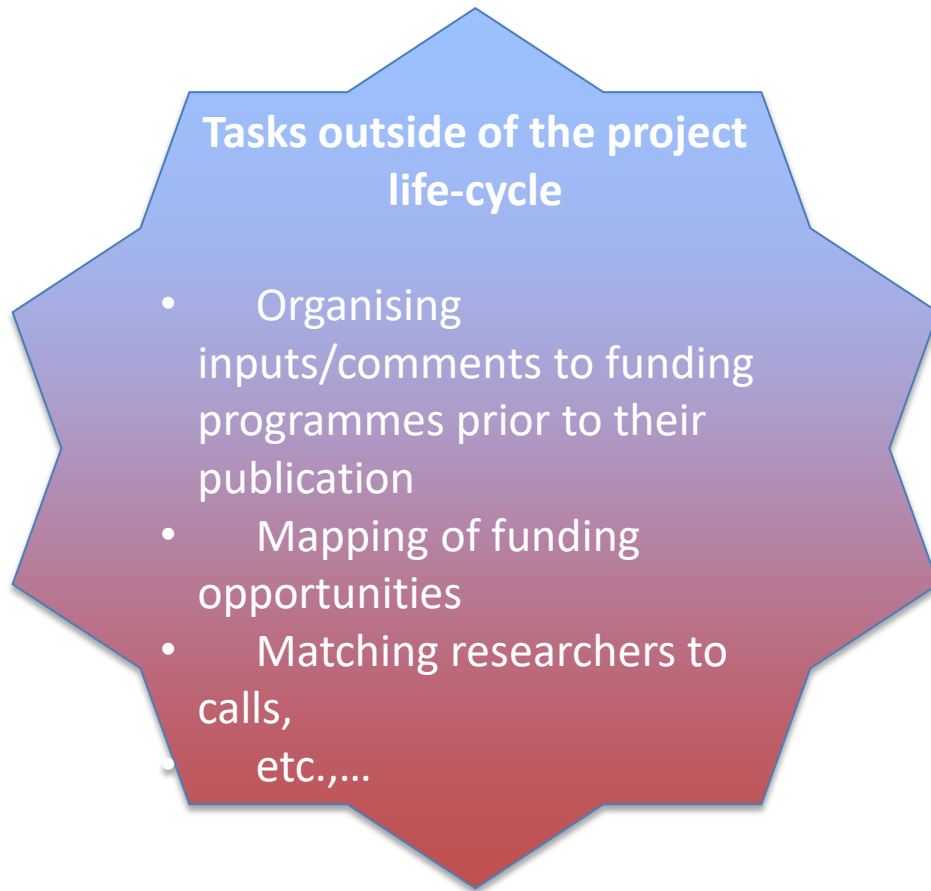 Tasks outside of the project
life-cycle
• Organising
inputs/comments to funding
programmes prior to their
publication
• Mapping of funding
opportunities
• Matching researchers to
calls,
• etc.,...